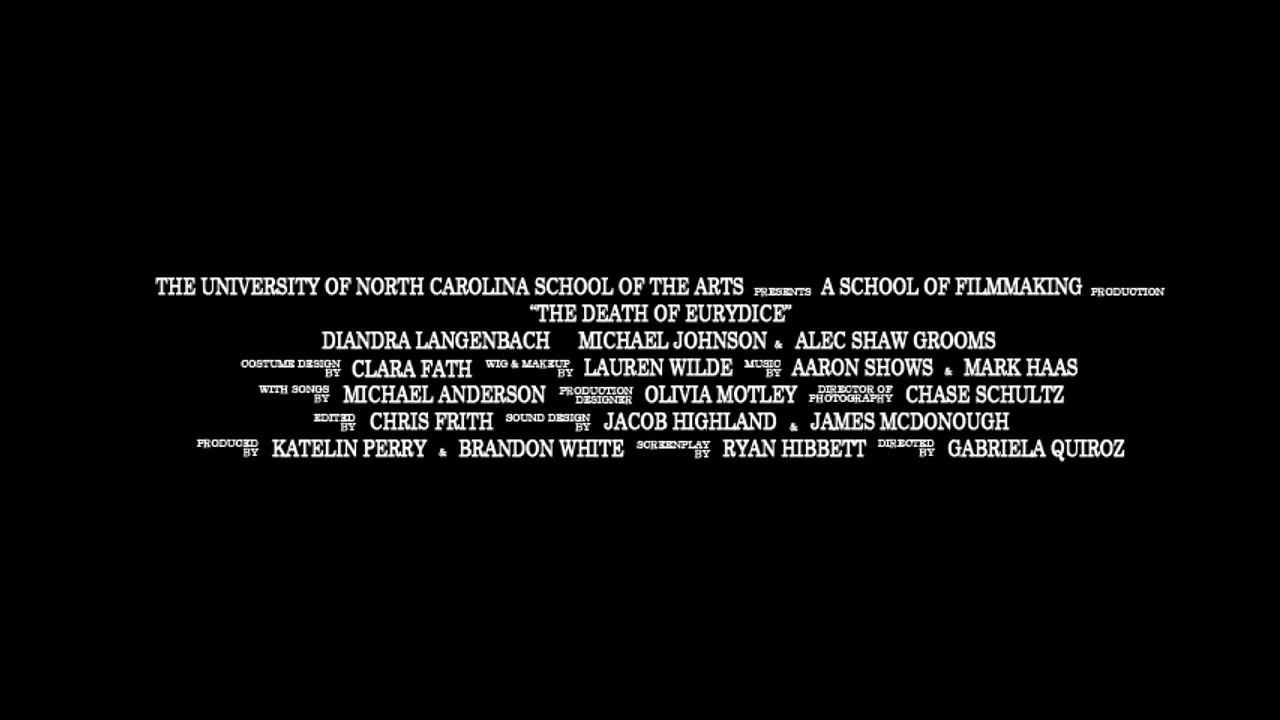 THE UNIVERSITY OF NORTH CAROLINA SCHOOL OF THE ARTS PRESENTS A SCHOOL OF FILMMAKING PRODUCTION
“THE DEATH OF EURYDICE”
DIANDRA LANGENBACH MICHAEL JOHNSON & ALEC SHAW GROOMS
COSTUME DESIGN BY CLARA FATH WIG & MAKEUP BY LAUREN WILDE MUSIC BY AARON SHOWS & MARK HAAS
WITH SONGS BY MICHAEL ANDERSON PRODUCTION DESIGNER OLIVIA MOTLEY DIRECTOR OF PHOTOGRAPHY CHASE SCHULTZ
EDITED BY CHRIS FRITH SOUND DESIGN BY JACOB HIGHLAND & JAMES MCDONOUGH
PRODUCED BY KATELIN PERRY & BRANDON WHITE SCREENPLAY BY RYAN HIBBETT DIRECTED BY GABRIELA QUIROZ